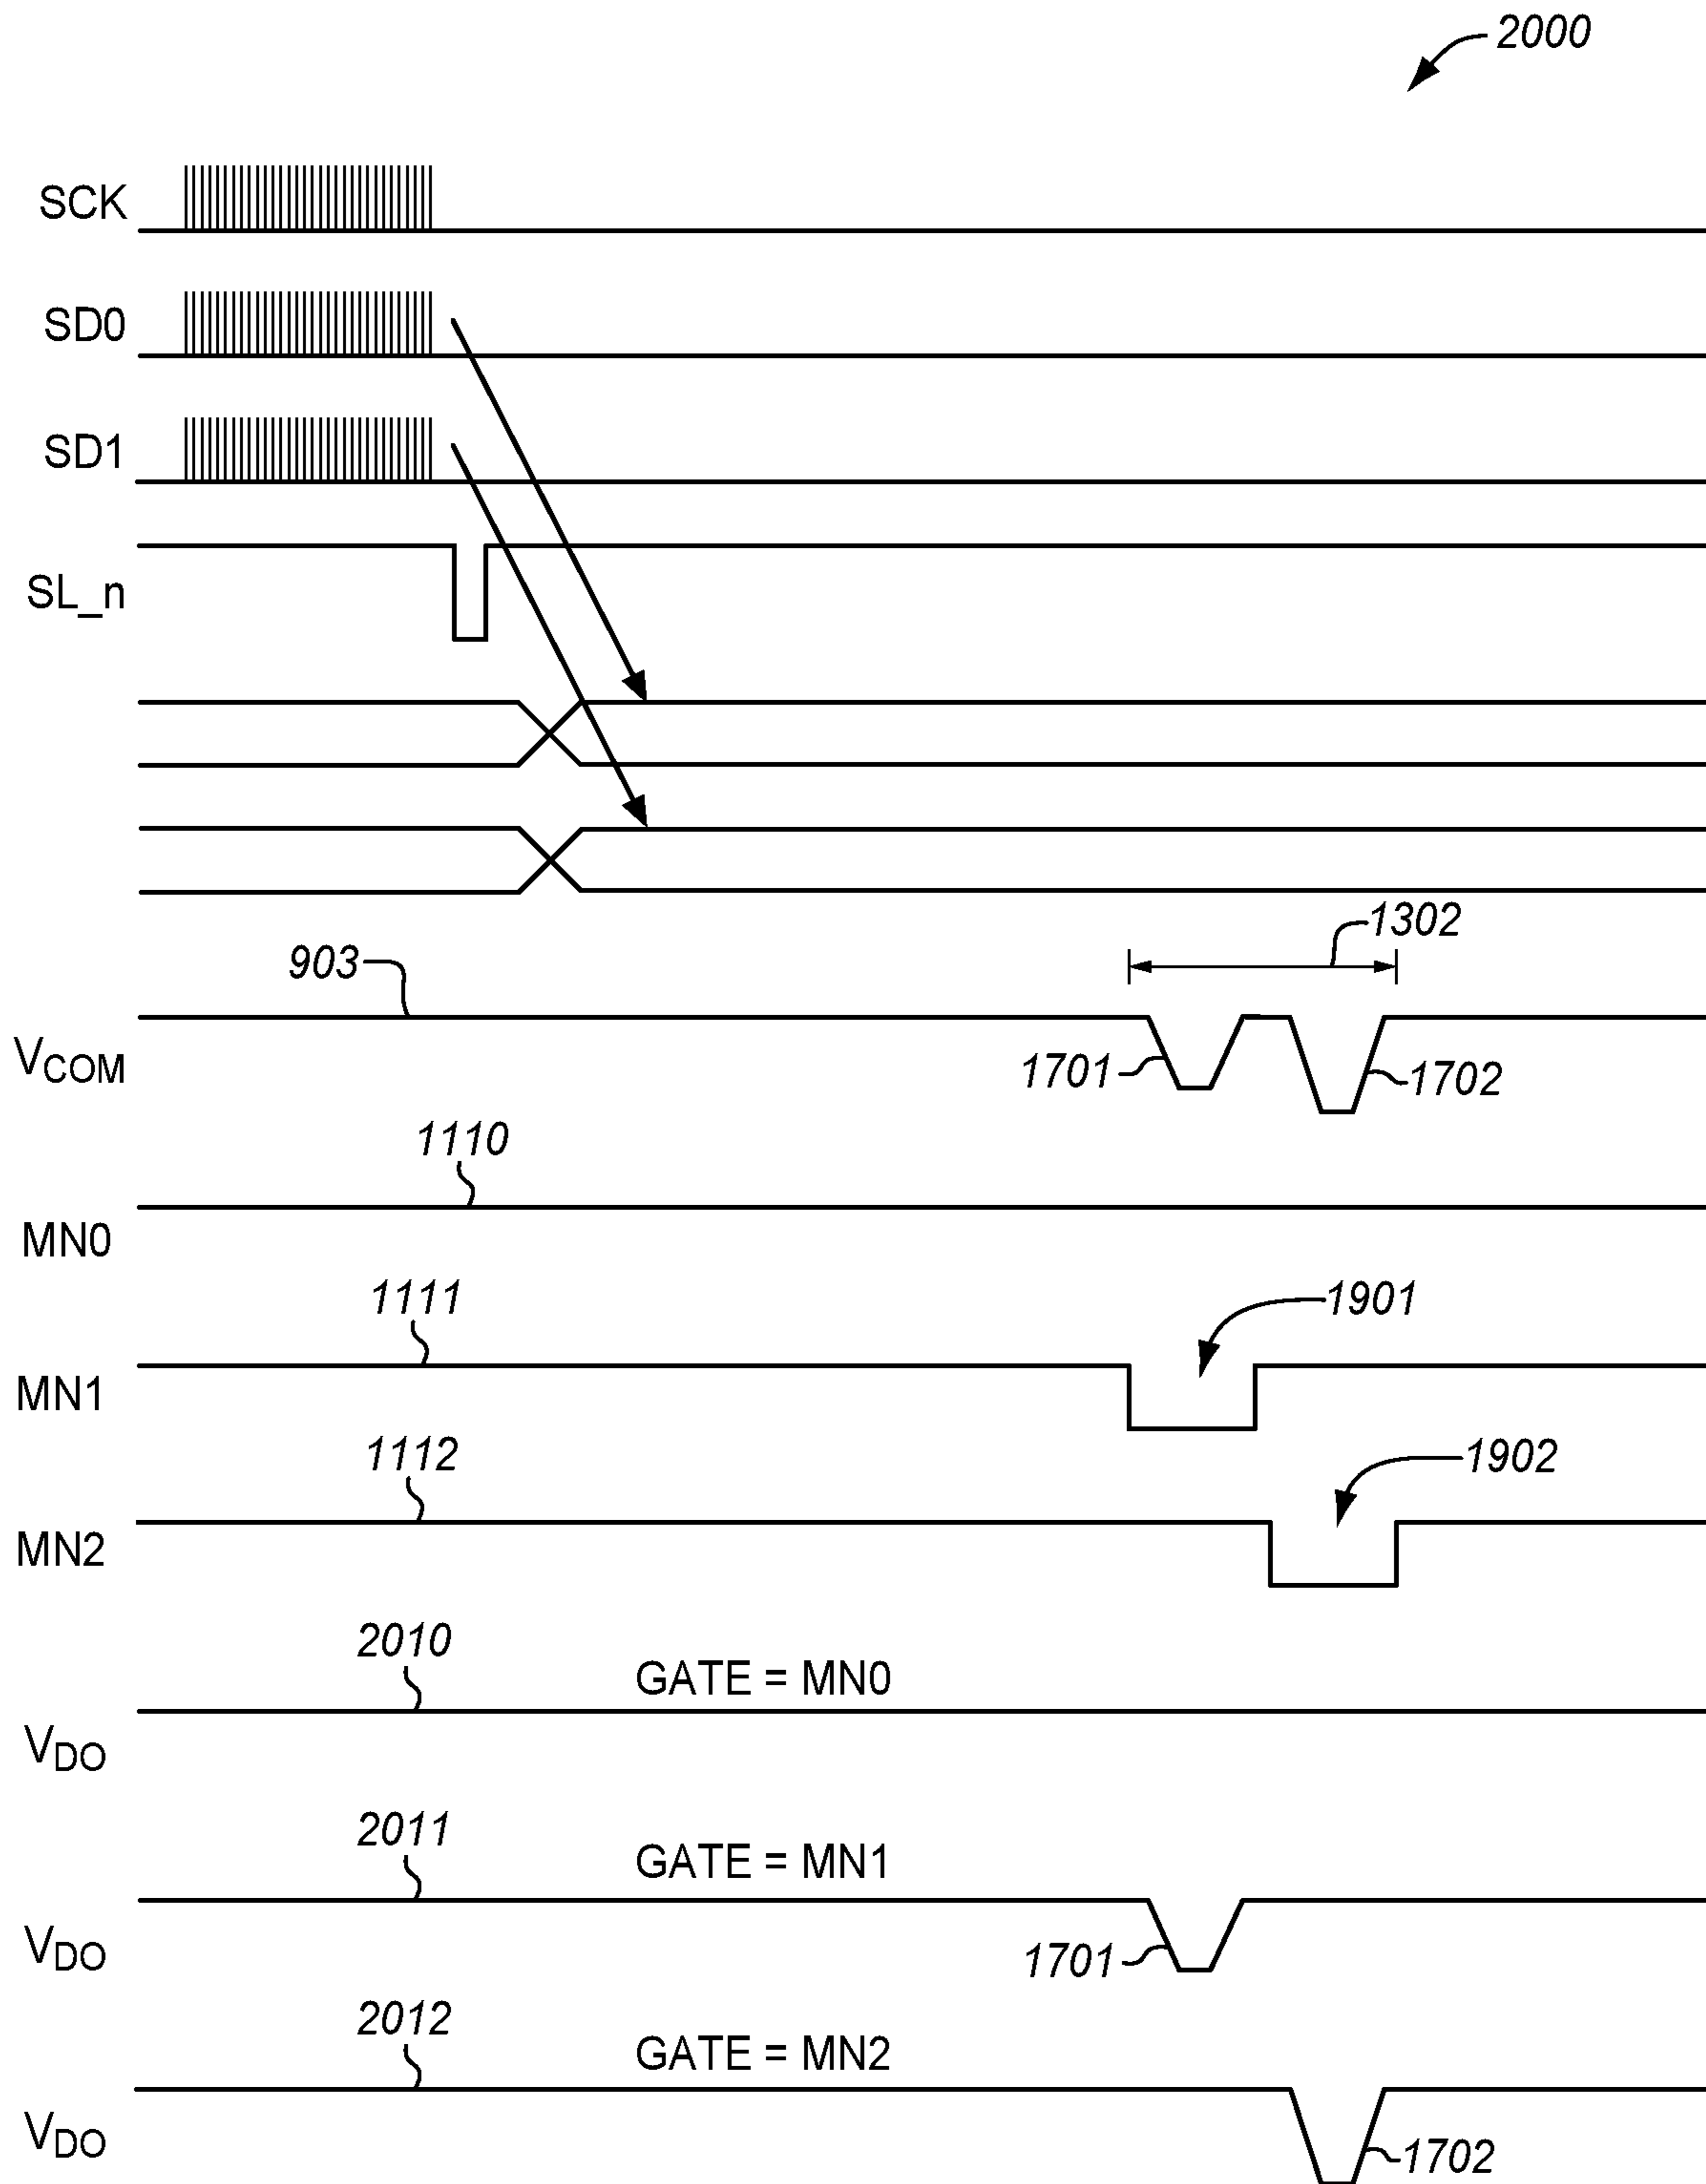 2000
SCK
SD0
SD1
SL_n
1302
903
VCOM
1701
1702
1110
MN0
1111
1901
MN1
1112
1902
MN2
2010
GATE = MN0
VDO
2011
GATE = MN1
VDO
1701
2012
GATE = MN2
VDO
1702